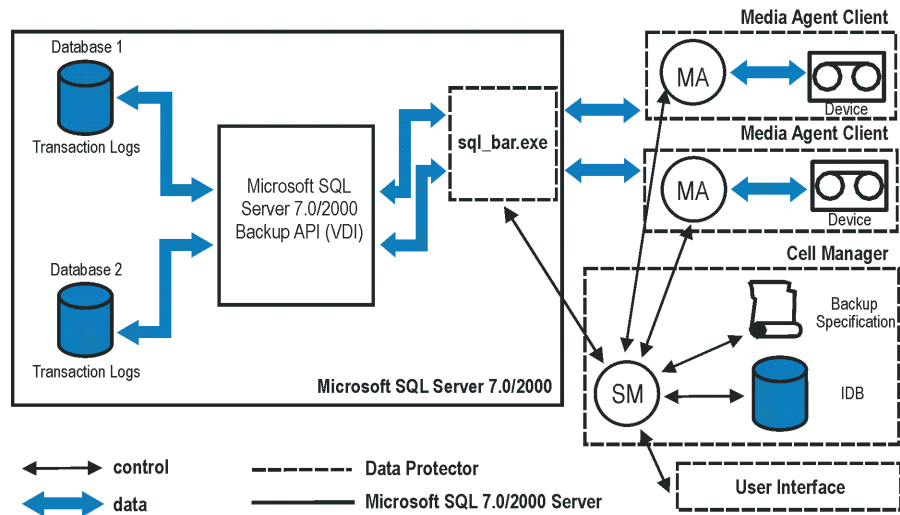 Media Agent Client
Database 1
Transaction Logs
MA
Device
sql_bar.exe
Microsoft SQL
Server 7.0/2000
Backup API (VDI)
Media Agent Client
MA
Device
Database 2
Transaction Logs
Microsoft SQL Server 7.0/2000
Cell Manager
Backup
Specification
SM
IDB
control
data
Data Protector
Microsoft SQL 7.0/2000 Server
User Interface